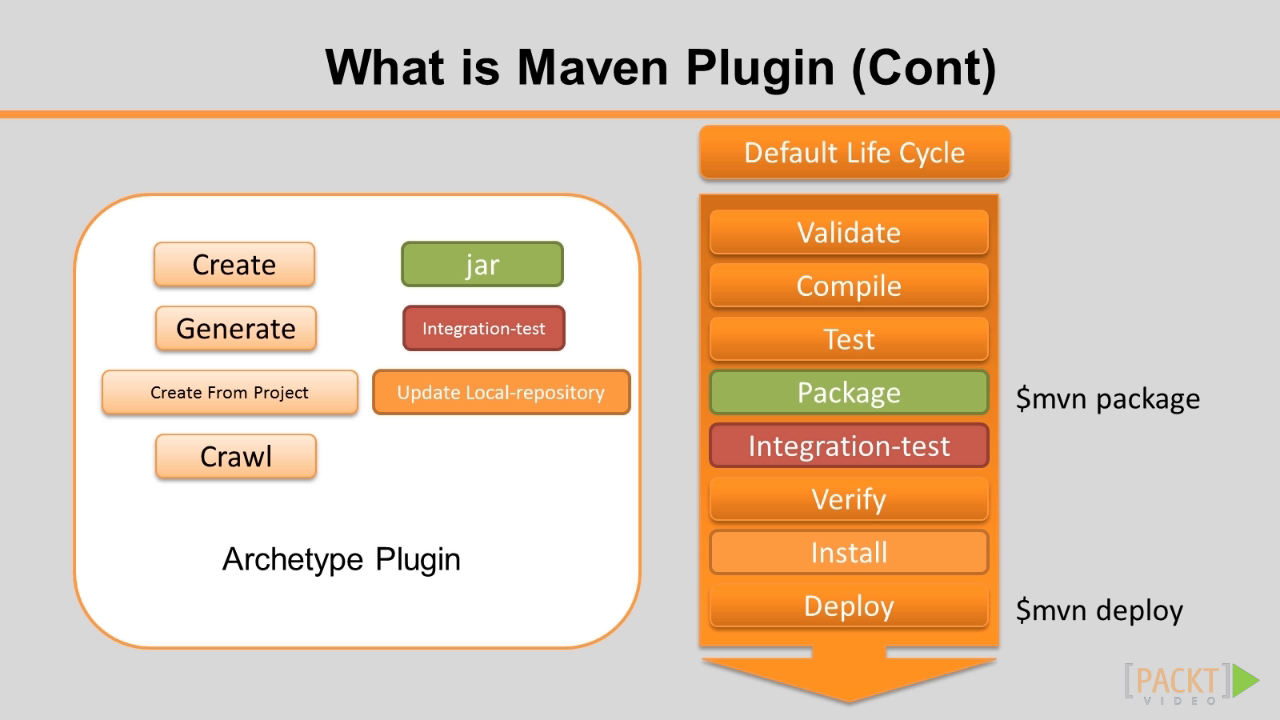 What is Maven Plugin (Cont)
Create
jar
Generate
Integration-test
Create From Project
Update Local-repository
Crawl
Archetype Plugin
Default Life Cycle
Validate
Compile
Test
Package
$mvn package
Integration-test
Verify
Install
Deploy
$mvn deploy
[PACKT]
VIDEO